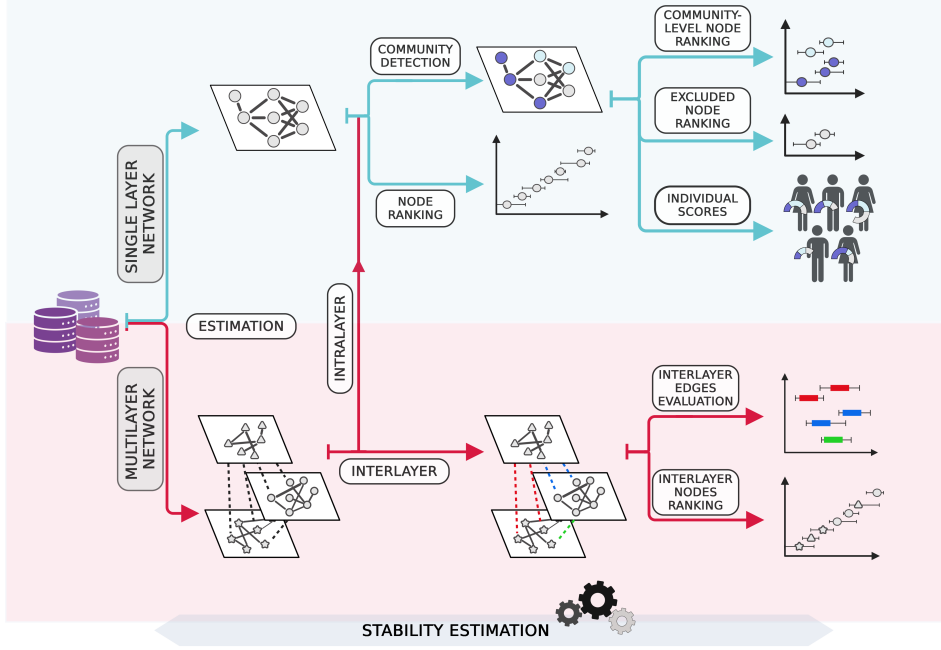 COMMUNITY-
LEVEL NODE
RANKING
COMMUNITY
DETECTION
EXCLUDED
NODE
RANKING
SINGLE LAYER
NETWORK
NODE
RANKING
INDIVIDUAL
SCORES
ESTIMATION
INTRALAYER
MULTILAYER
NETWORK
INTERLAYER
EDGES
EVALUATION
INTERLAYER
INTERLAYER
NODES
RANKING
STABILITY ESTIMATION